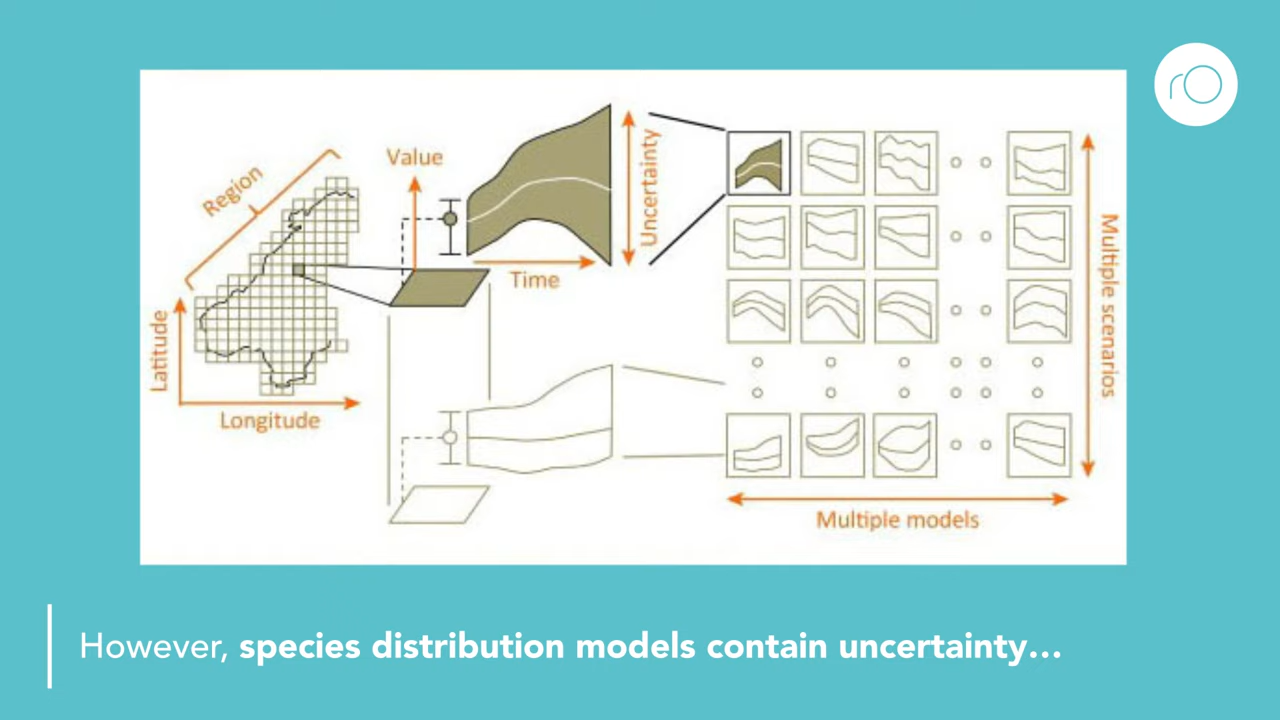 Region
Value
Uncertainty
Time
Latitude
Longitude
Multiple scenarios
Multiple models
However, species distribution models contain uncertainty...